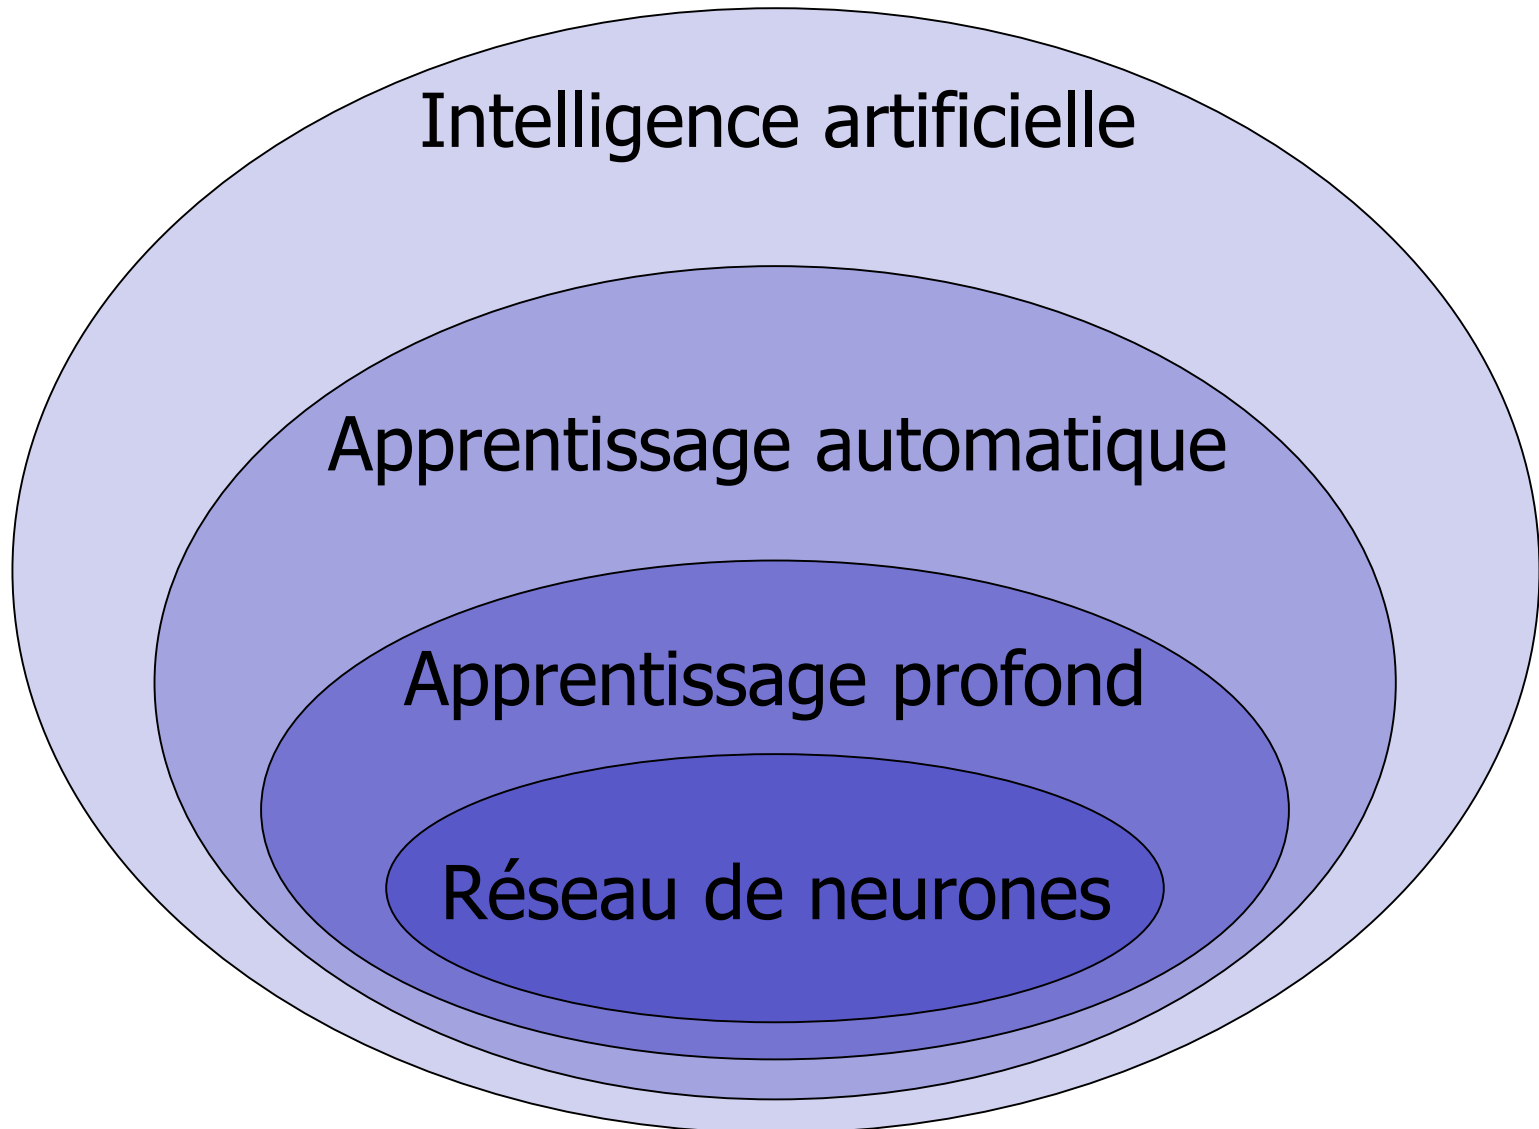 Intelligence artificielle
Apprentissage automatique
Apprentissage profond
Réseau de neurones